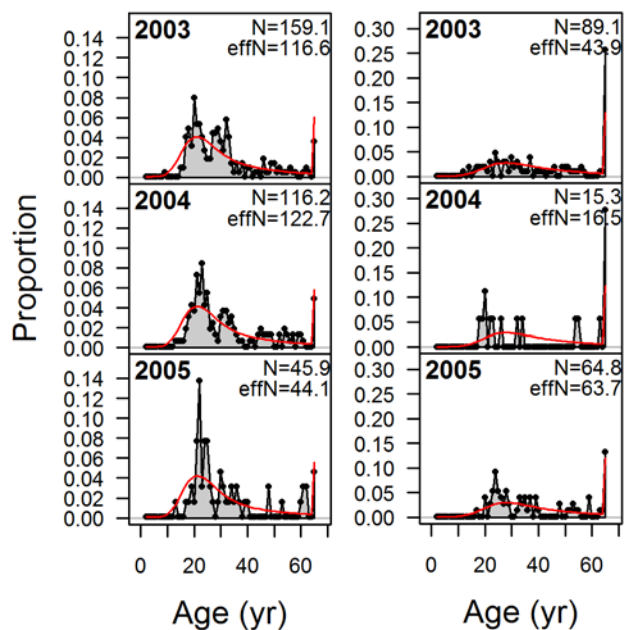 2003 N=159.1
effN=116.6
0.14
0.12
0.10
0.08
0.06
0.04
0.02
0.00
2004 N=116.2
effN=122.7
0.14
0.12
0.10
0.08
0.06
0.04
0.02
0.00
2005 N=45.9
effN=44.1
0.14
0.12
0.10
0.08
0.06
0.04
0.02
0.00
Proportion
0 20 40 60
Age (yr)
2003 N=89.1
effN=43.9
0.30
0.25
0.20
0.15
0.10
0.05
0.00
2004 N=15.3
effN=16.5
0.30
0.25
0.20
0.15
0.10
0.05
0.00
2005 N=64.8
effN=63.7
0.30
0.25
0.20
0.15
0.10
0.05
0.00
0 20 40 60
Age (yr)